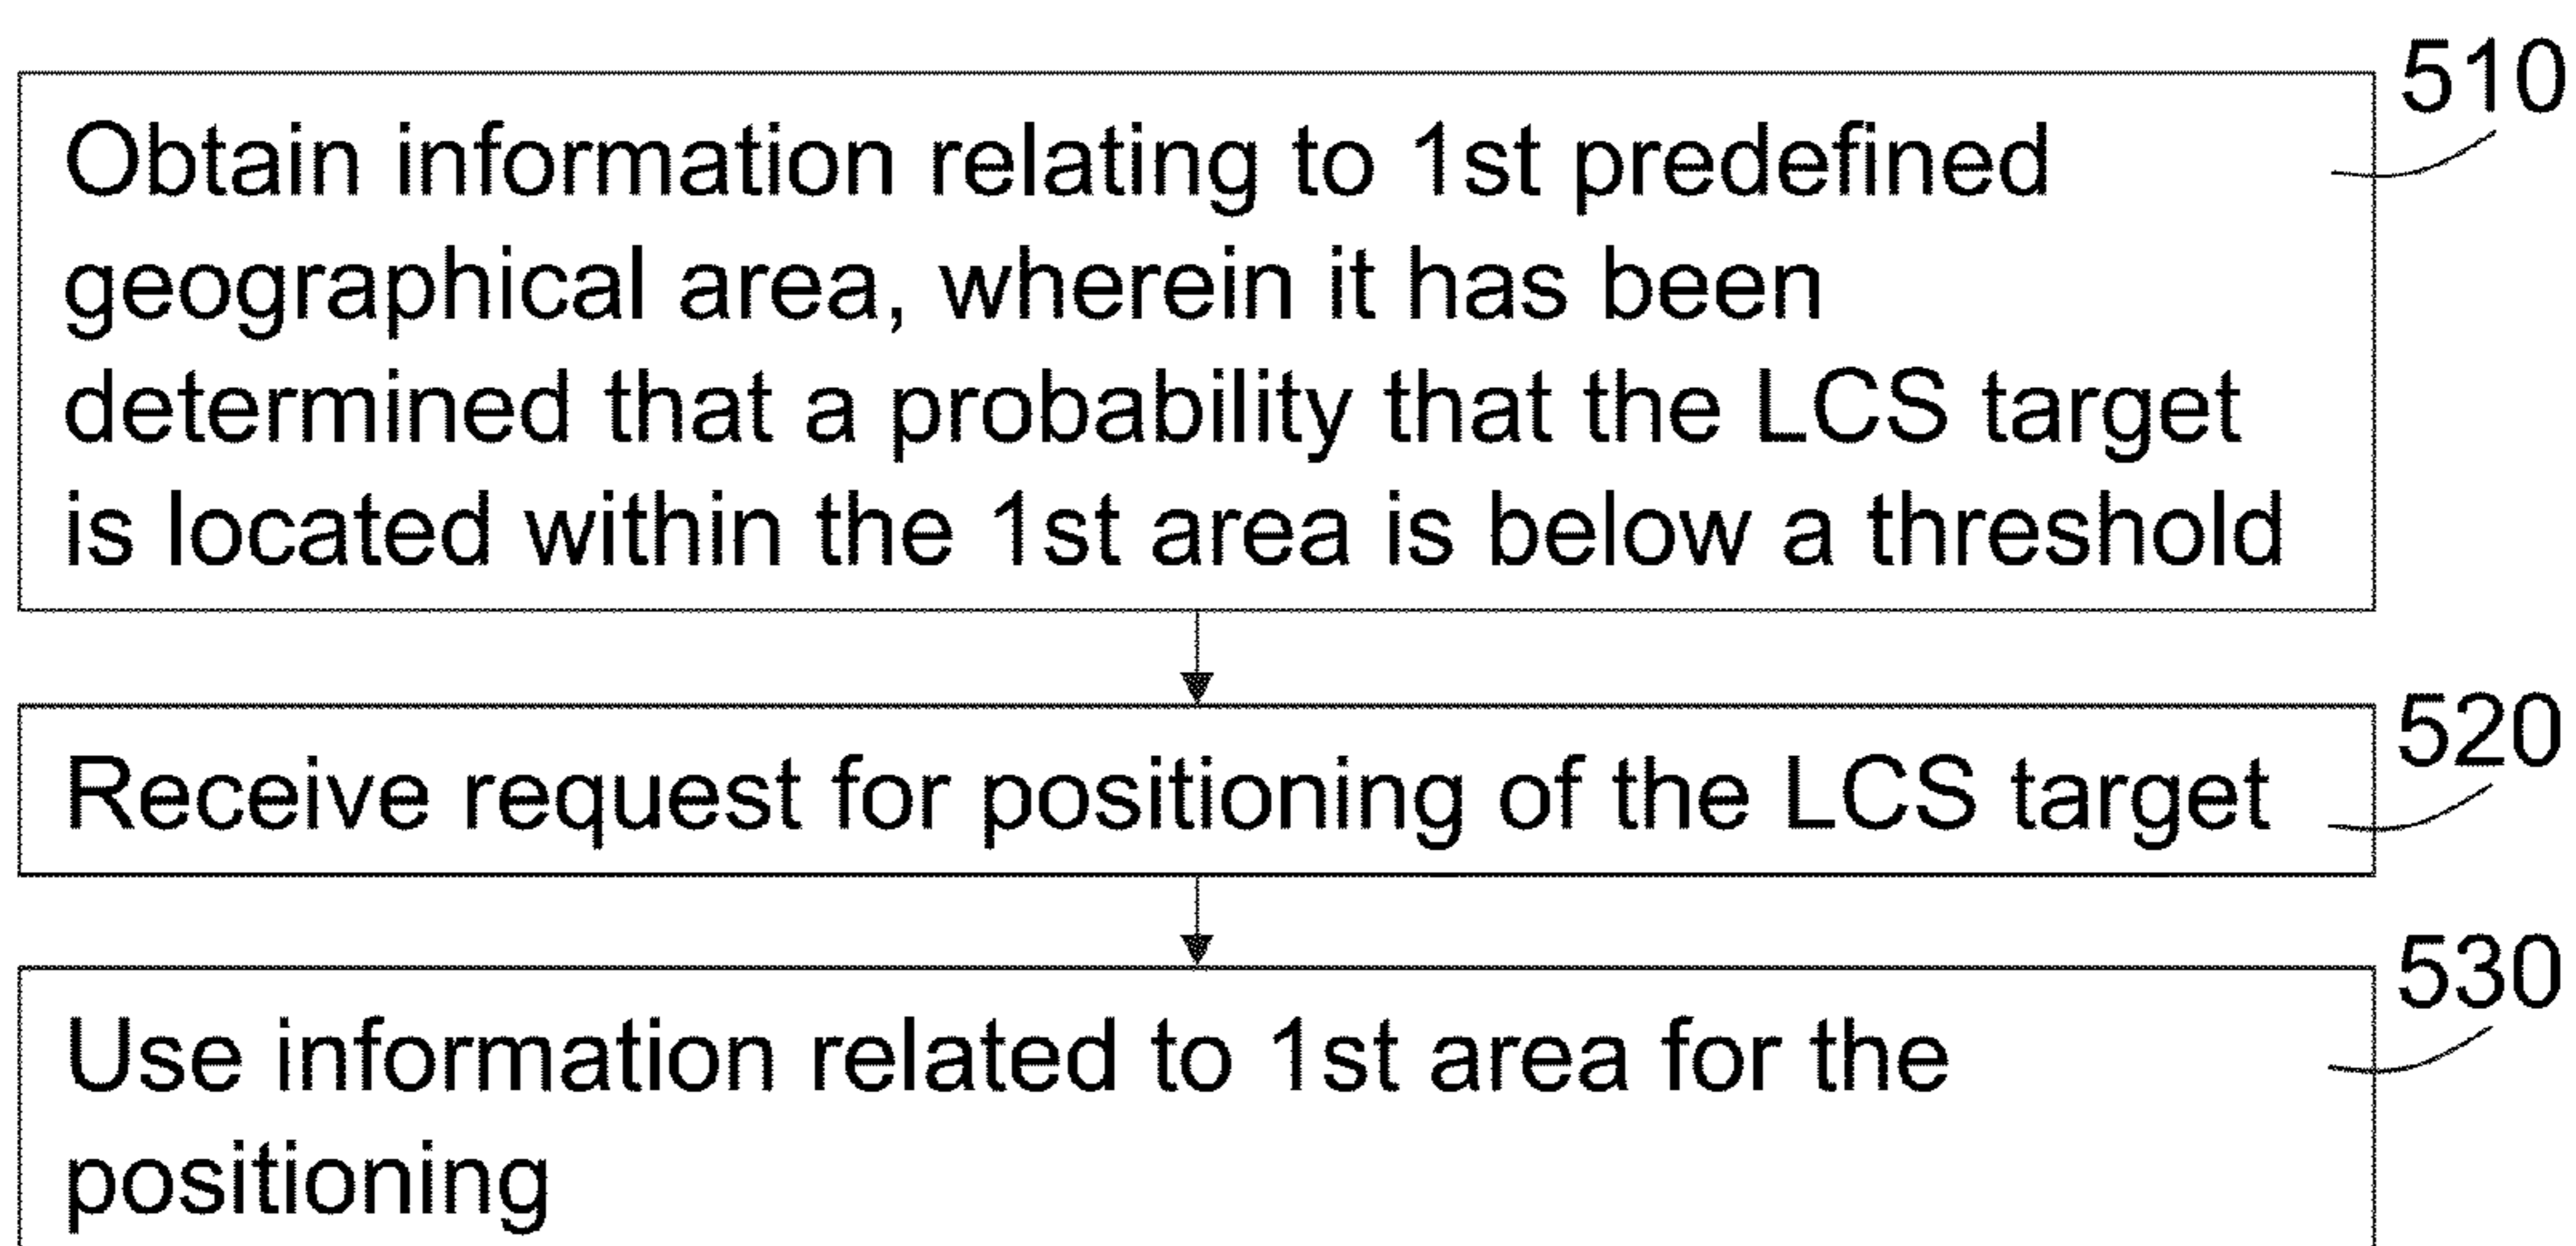 510
Obtain information relating to 1st predefined
geographical area, wherein it has been
determined that a probability that the LCS target
is located within the 1st area is below a threshold
520
Receive request for positioning of the LCS target
530
Use information related to 1st area for the
positioning